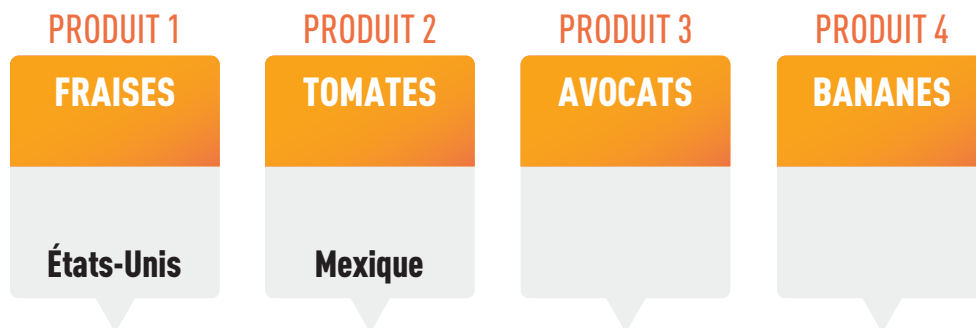 PRODUIT 1
FRAISES
États-Unis
PRODUIT 2
TOMATES
Mexique
PRODUIT 3
AVOCATS
PRODUIT 4
BANANES